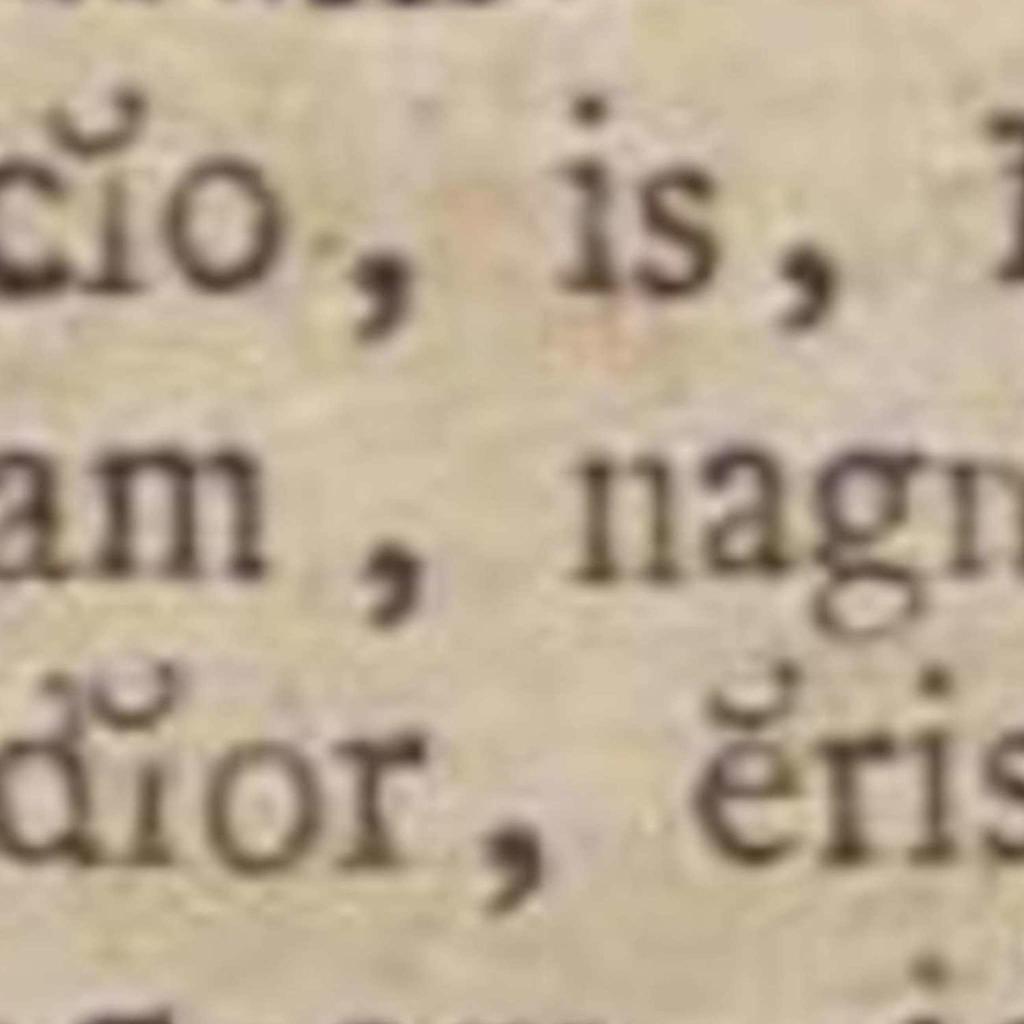 cĭo, is, i
am, nagn
dĭor, ĕris